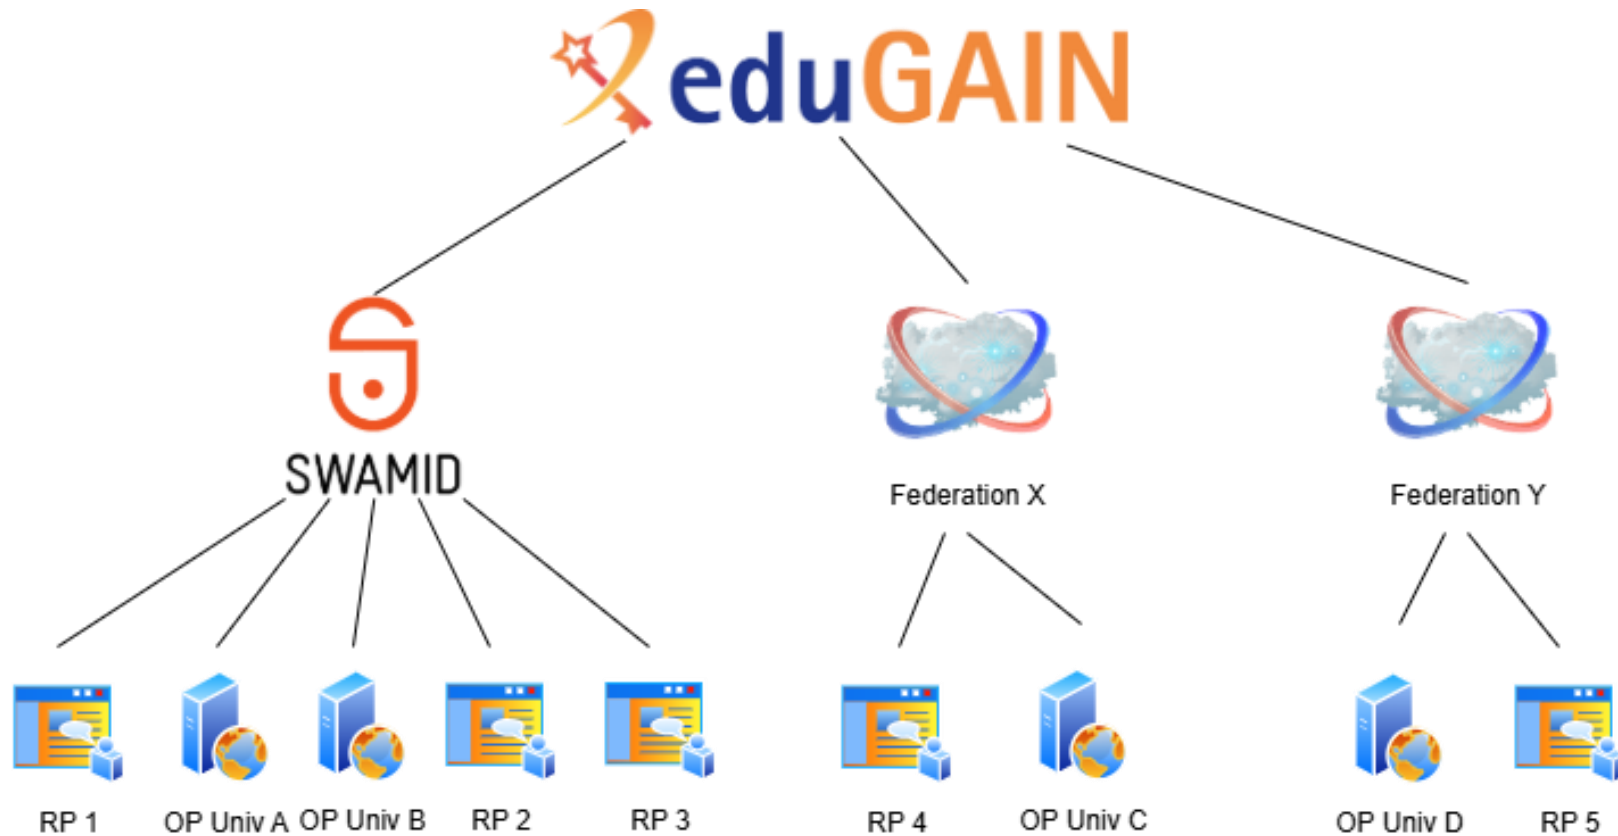 eduGAIN
SWAMID
Federation X
Federation Y
RP 1
OP Univ A
OP Univ B
RP 2
RP 3
RP 4
OP Univ C
OP Univ D
RP 5